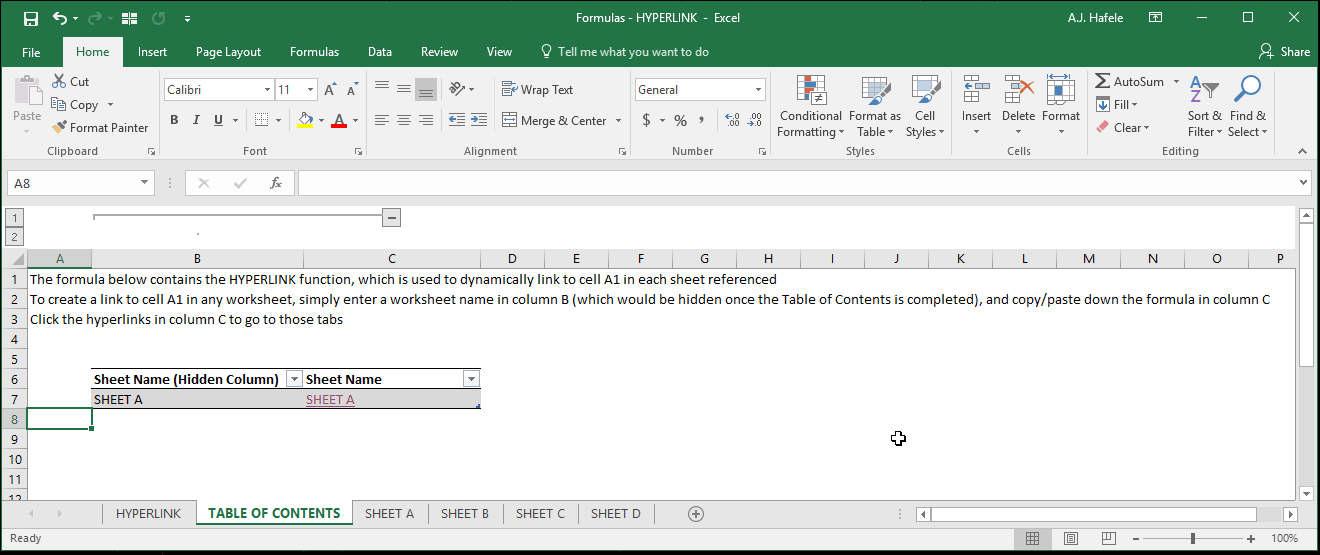 Formulas - HYPERLINK - Excel
A.J. Hafele
File Home Insert Page Layout Formulas Data Review View Tell me what you want to do Share
Cut
Copy
Format Painter
Paste
Clipboard
Calibri 11
B I U
A
Font
Wrap Text
Merge & Center
Alignment
General
$ % ,
Number
Conditional Formatting
Format as Table
Cell Styles
Styles
Insert Delete Format
Cells
AutoSum
Fill
Clear
Sort & Filter
Find & Select
Editing
A8 fx
1
2
A B C D E F G H I J K L M N O P
1 The formula below contains the HYPERLINK function, which is used to dynamically link to cell A1 in each sheet referenced
2 To create a link to cell A1 in any worksheet, simply enter a worksheet name in column B (which would be hidden once the Table of Contents is completed), and copy/paste down the formula in column C
3 Click the hyperlinks in column C to go to those tabs
4
5
6 Sheet Name (Hidden Column) Sheet Name
7 SHEET A SHEET A
8
9
10
11
12
HYPERLINK TABLE OF CONTENTS SHEET A SHEET B SHEET C SHEET D
Ready 100%